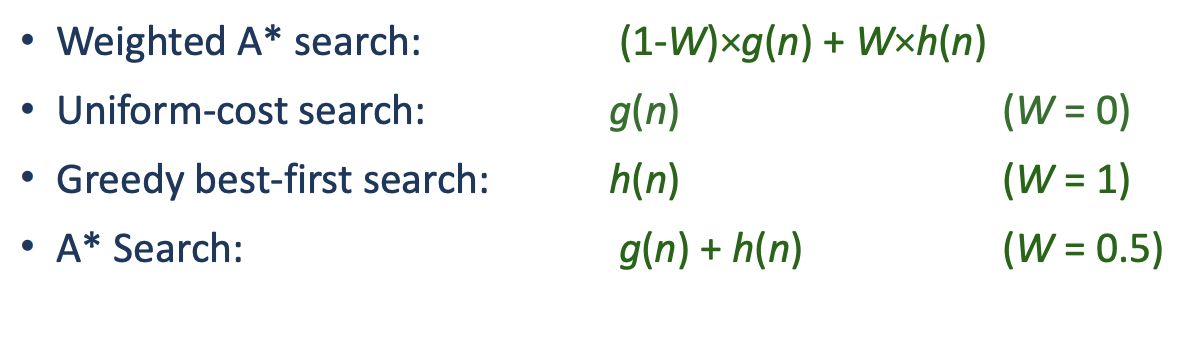 • Weighted A* search: (1-W)×g(n) + W×h(n)
• Uniform-cost search: g(n) (W = 0)
• Greedy best-first search: h(n) (W = 1)
• A* Search: g(n) + h(n) (W = 0.5)